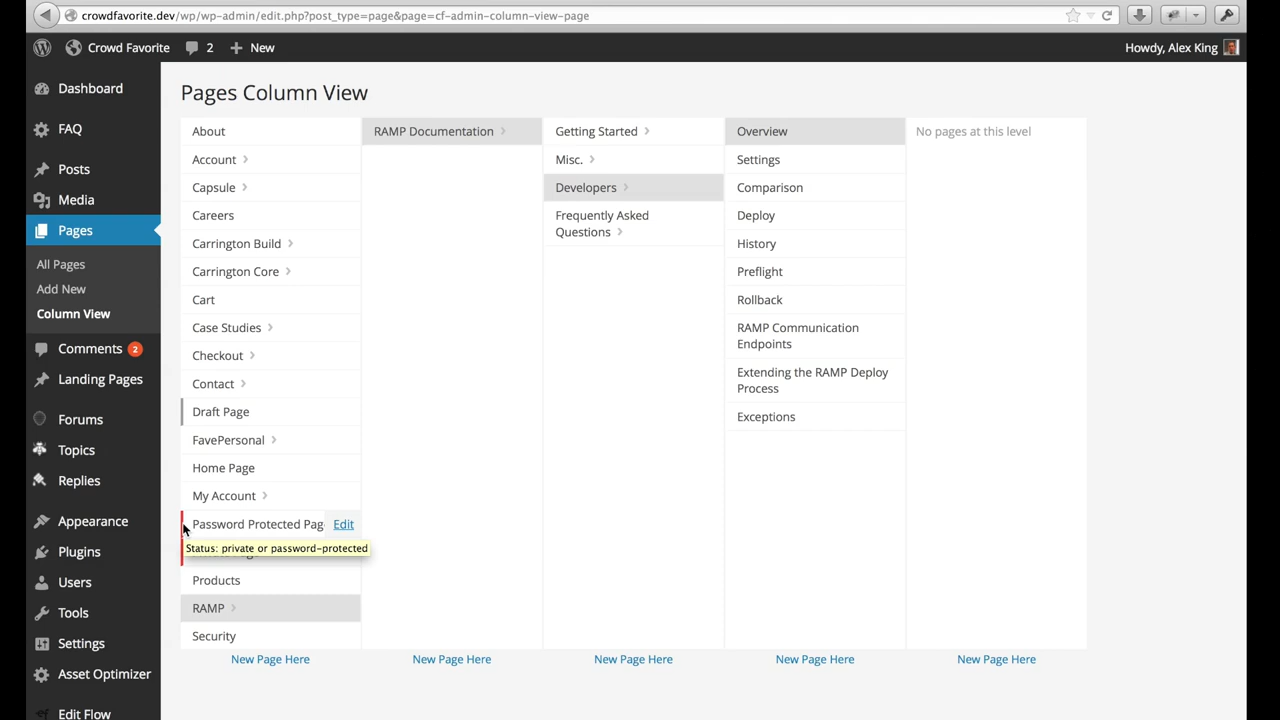 crowdfavorite.dev/wp/wp-admin/edit.php?post_type=page&page=cf-admin-column-view-page
Crowd Favorite
2
New
Howdy, Alex King
Dashboard
FAQ
Posts
Media
Pages
All Pages
Add New
Column View
Comments 2
Landing Pages
Forums
Topics
Replies
Appearance
Plugins
Users
Tools
Settings
Asset Optimizer
Edit Flow
Pages Column View
About
Account
Capsule
Careers
Carrington Build
Carrington Core
Cart
Case Studies
Checkout
Contact
Draft Page
FavePersonal
Home Page
My Account
Password Protected Pag Edit
Status: private or password-protected
Products
RAMP
Security
New Page Here
RAMP Documentation
New Page Here
Getting Started
Misc.
Developers
Frequently Asked
Questions
New Page Here
Overview
Settings
Comparison
Deploy
History
Preflight
Rollback
RAMP Communication
Endpoints
Extending the RAMP Deploy
Process
Exceptions
New Page Here
No pages at this level
New Page Here